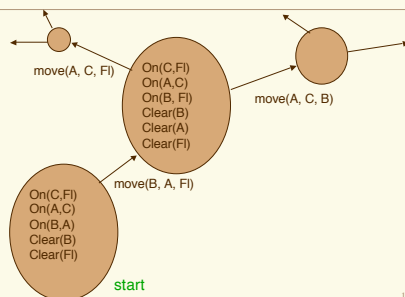 move(A, C, Fl)
On(C,Fl)
On(A,C)
On(B, Fl)
Clear(B)
Clear(A)
Clear(Fl)
move(A, C, B)
move(B, A, Fl)
On(C,Fl)
On(A,C)
On(B,A)
Clear(B)
Clear(Fl)
start